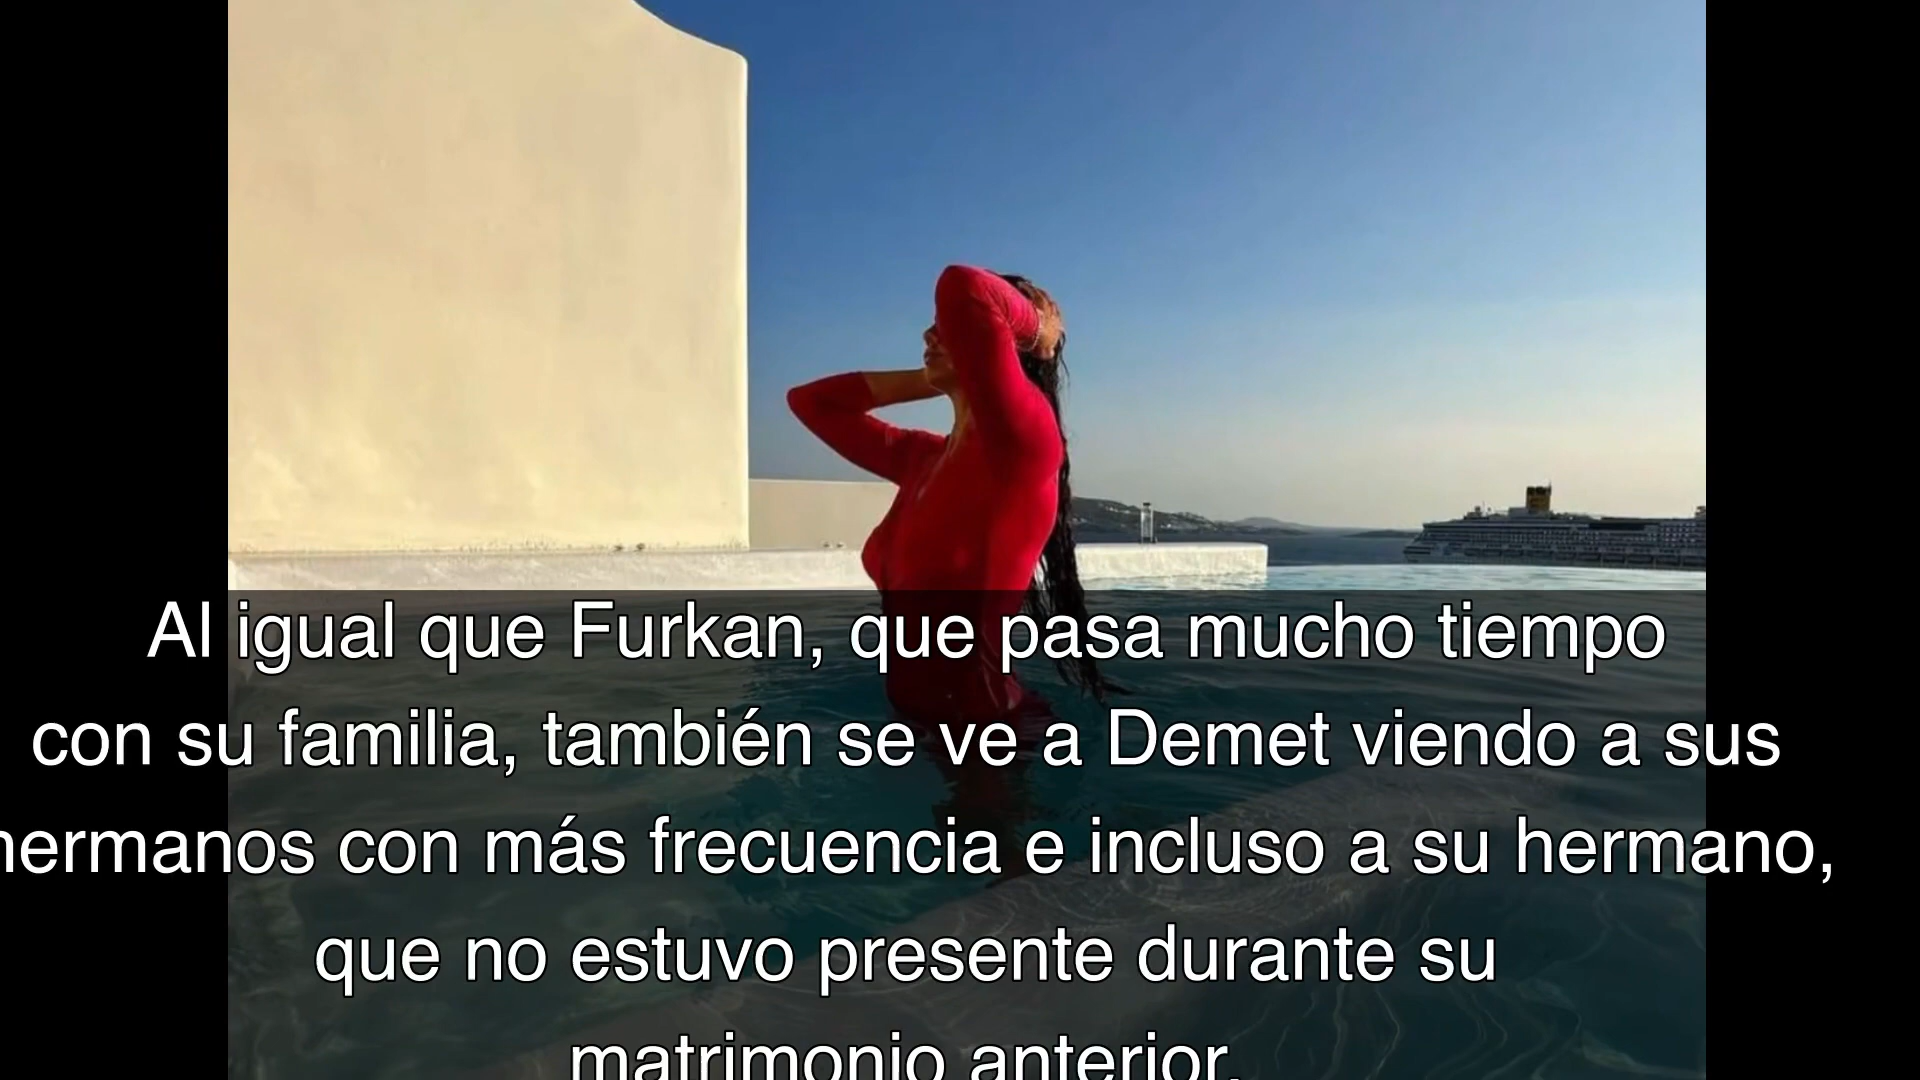 Al igual que Furkan, que pasa mucho tiempo
con su familia, también se ve a Demet viendo a sus
hermanos con más frecuencia e incluso a su hermano,
que no estuvo presente durante su
matrimonio anterior.